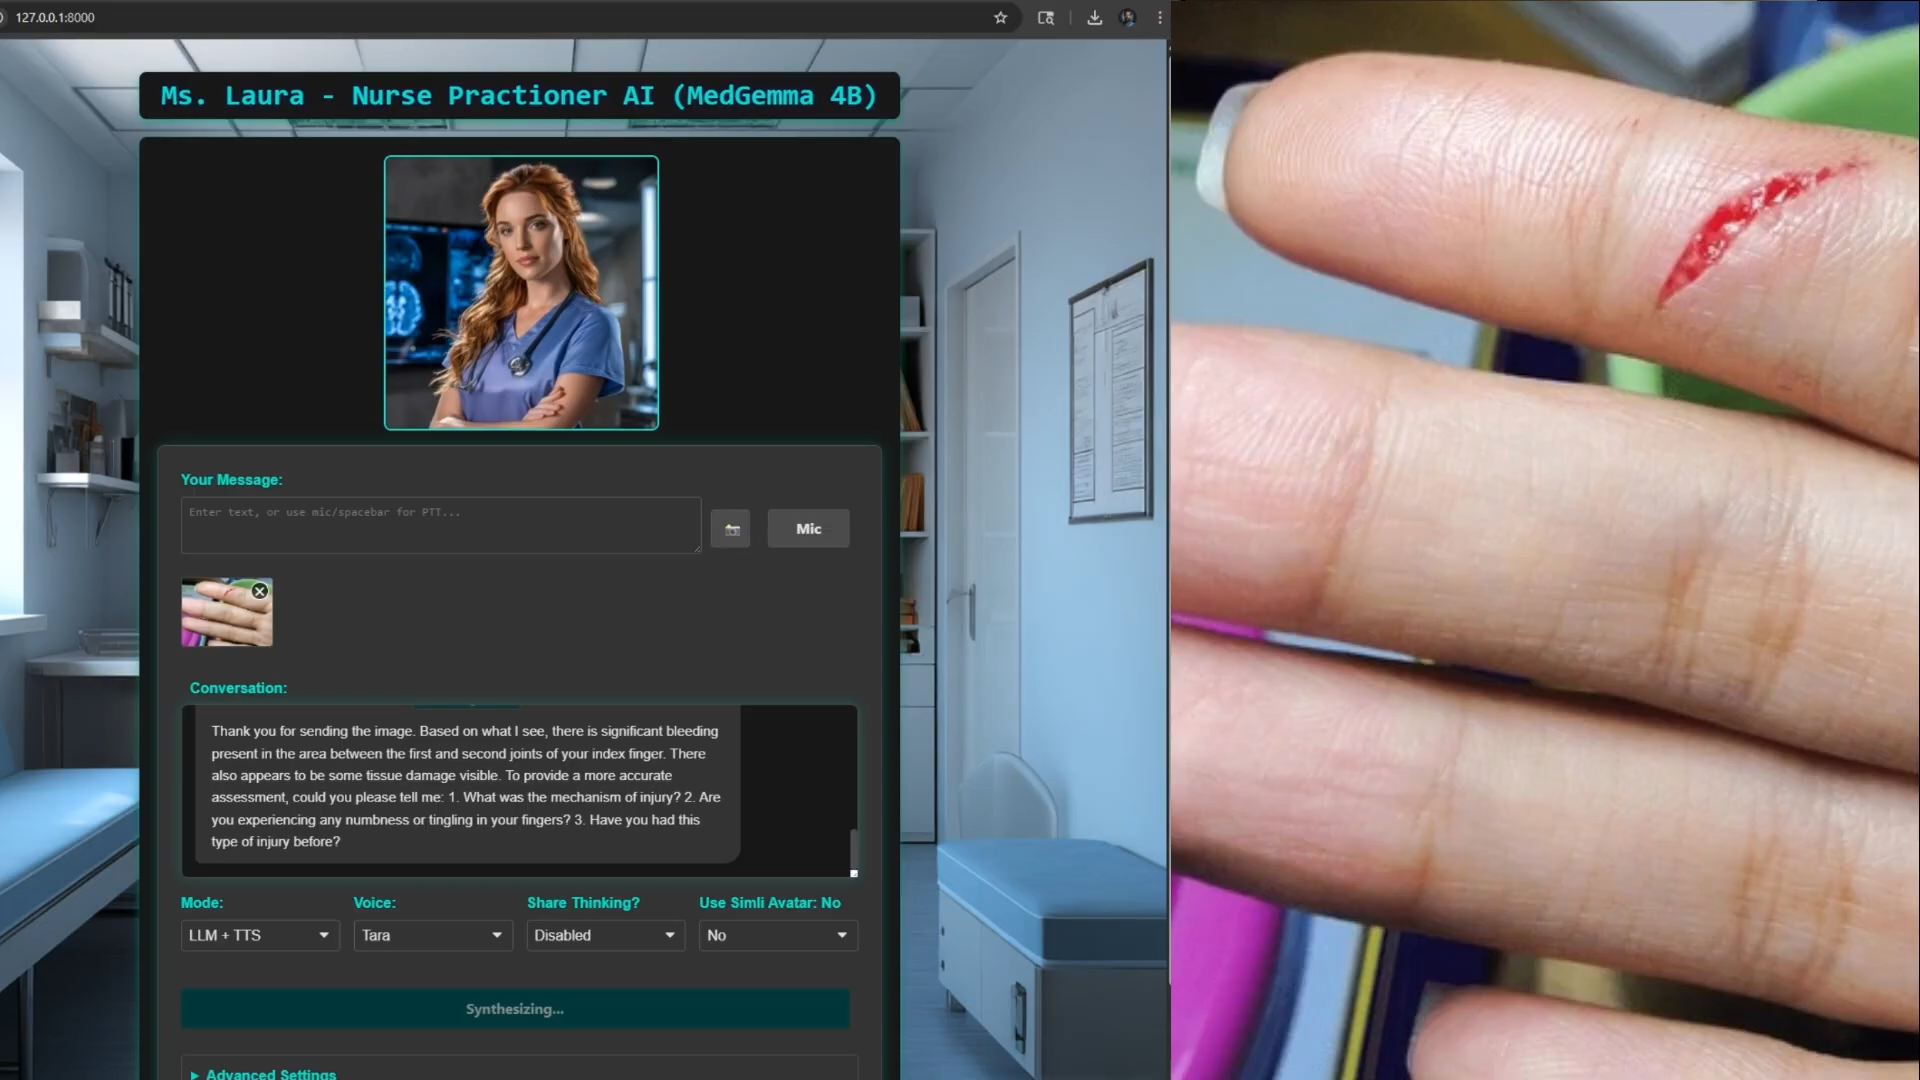 127.0.0.1:8000
Ms. Laura - Nurse Practioner AI (MedGemma 4B)
Your Message:
Enter text, or use mic/spacebar for PTT...
Mic
Conversation:
Thank you for sending the image. Based on what I see, there is significant bleeding
present in the area between the first and second joints of your index finger. There
also appears to be some tissue damage visible. To provide a more accurate
assessment, could you please tell me: 1. What was the mechanism of injury? 2. Are
you experiencing any numbness or tingling in your fingers? 3. Have you had this
type of injury before?
Mode: Voice: Share Thinking? Use Simli Avatar: No
LLM + TTS Tara Disabled No
Synthesizing...
Advanced Settings